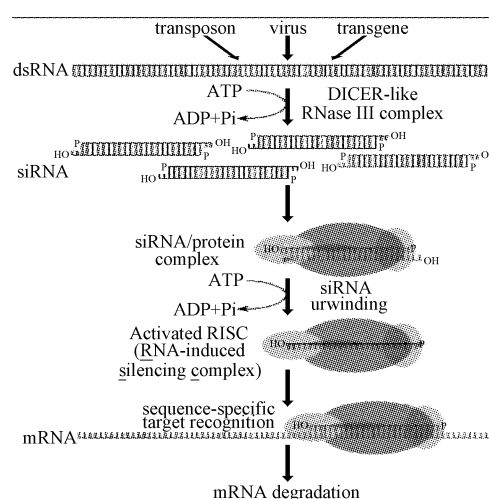 transposon virus transgene
dsRNA
ATP
DICER-like
RNase III complex
ADP+Pi
P OH P OH
HO P HO P P O
siRNA P OH HO P
HO P
siRNA/protein
complex
HO P
OH
ATP
siRNA
urwinding
ADP+Pi
Activated RISC
(RNA-induced
silencing complex)
HO P
sequence-specific
target recognition
HO P
mRNA
mRNA degradation